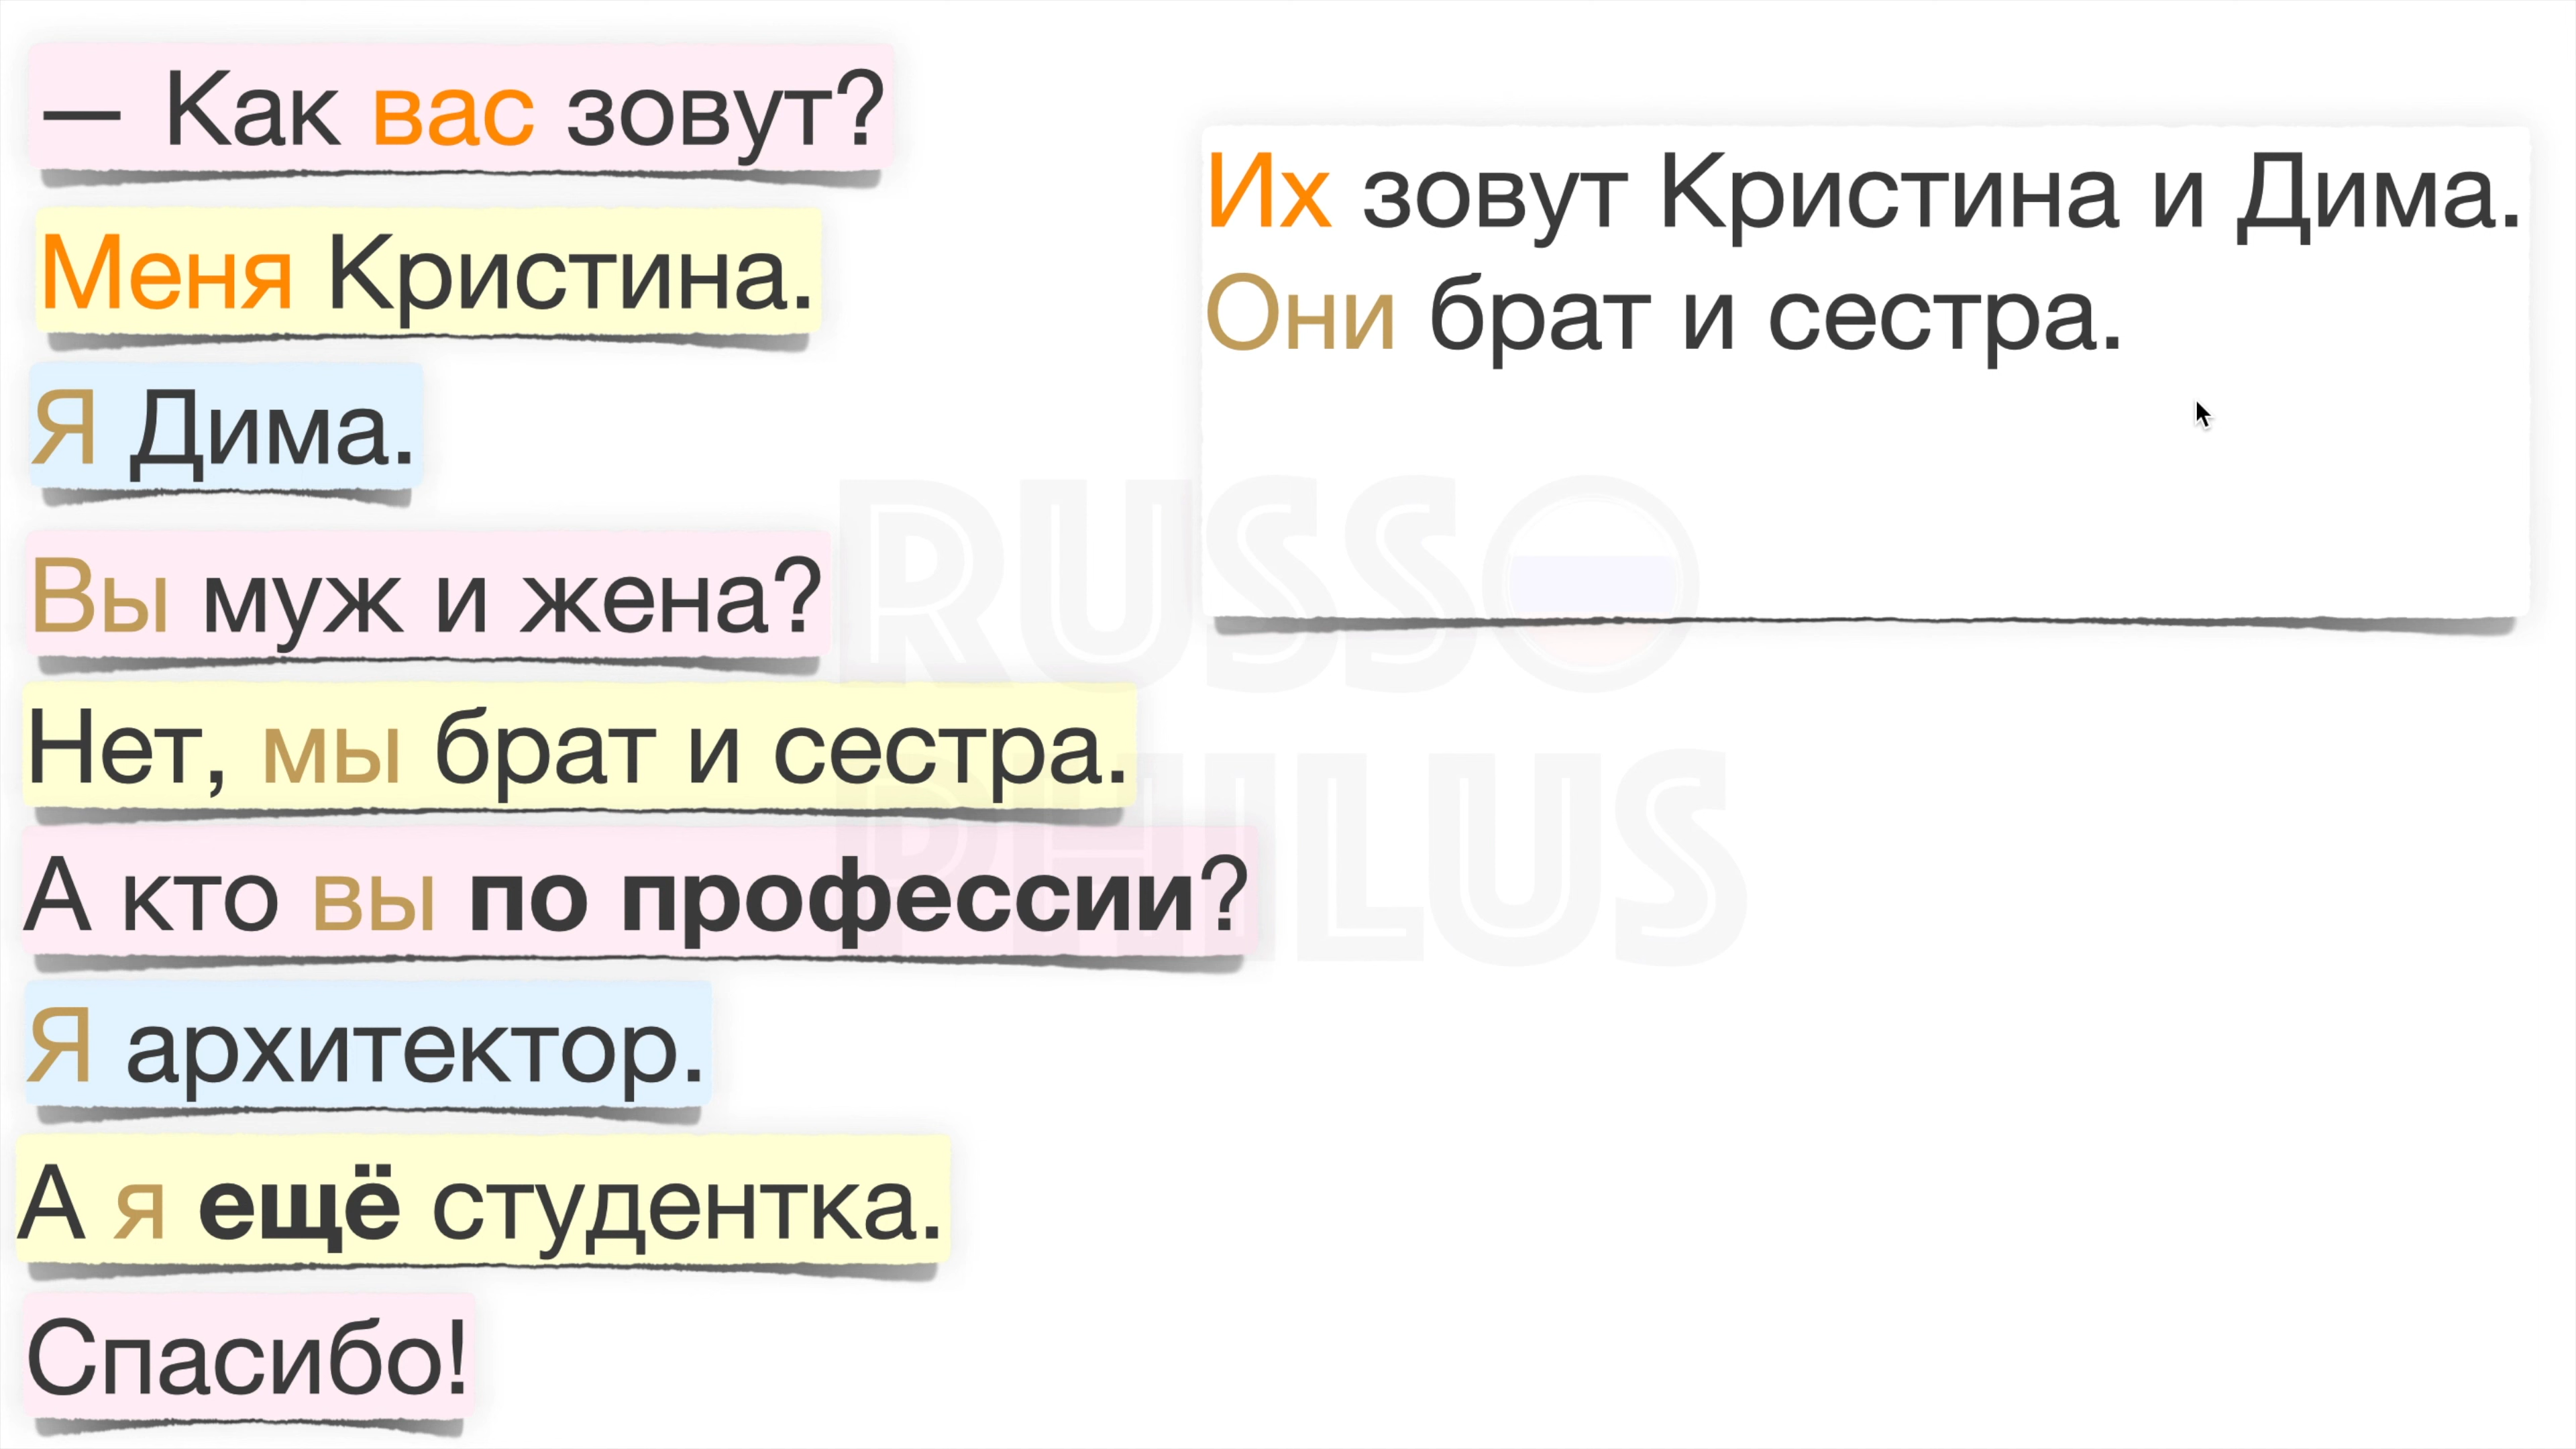 — Как вас зовут?
Меня Кристина.
Я Дима.
Вы муж и жена?
Нет, мы брат и сестра.
А кто вы по профессии?
Я архитектор.
А я ещё студентка.
Спасибо!
Их зовут Кристина и Дима.
Они брат и сестра.
RUSSO
PHILUS